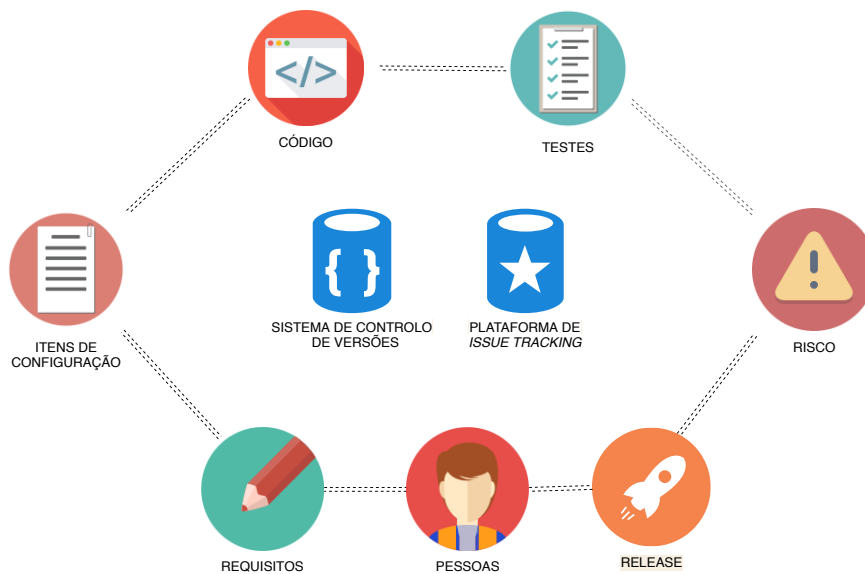 CÓDIGO
TESTES
SISTEMA DE CONTROLO
DE VERSÕES
PLATAFORMA DE
ISSUE TRACKING
ITENS DE
CONFIGURAÇÃO
RISCO
REQUISITOS
PESSOAS
RELEASE